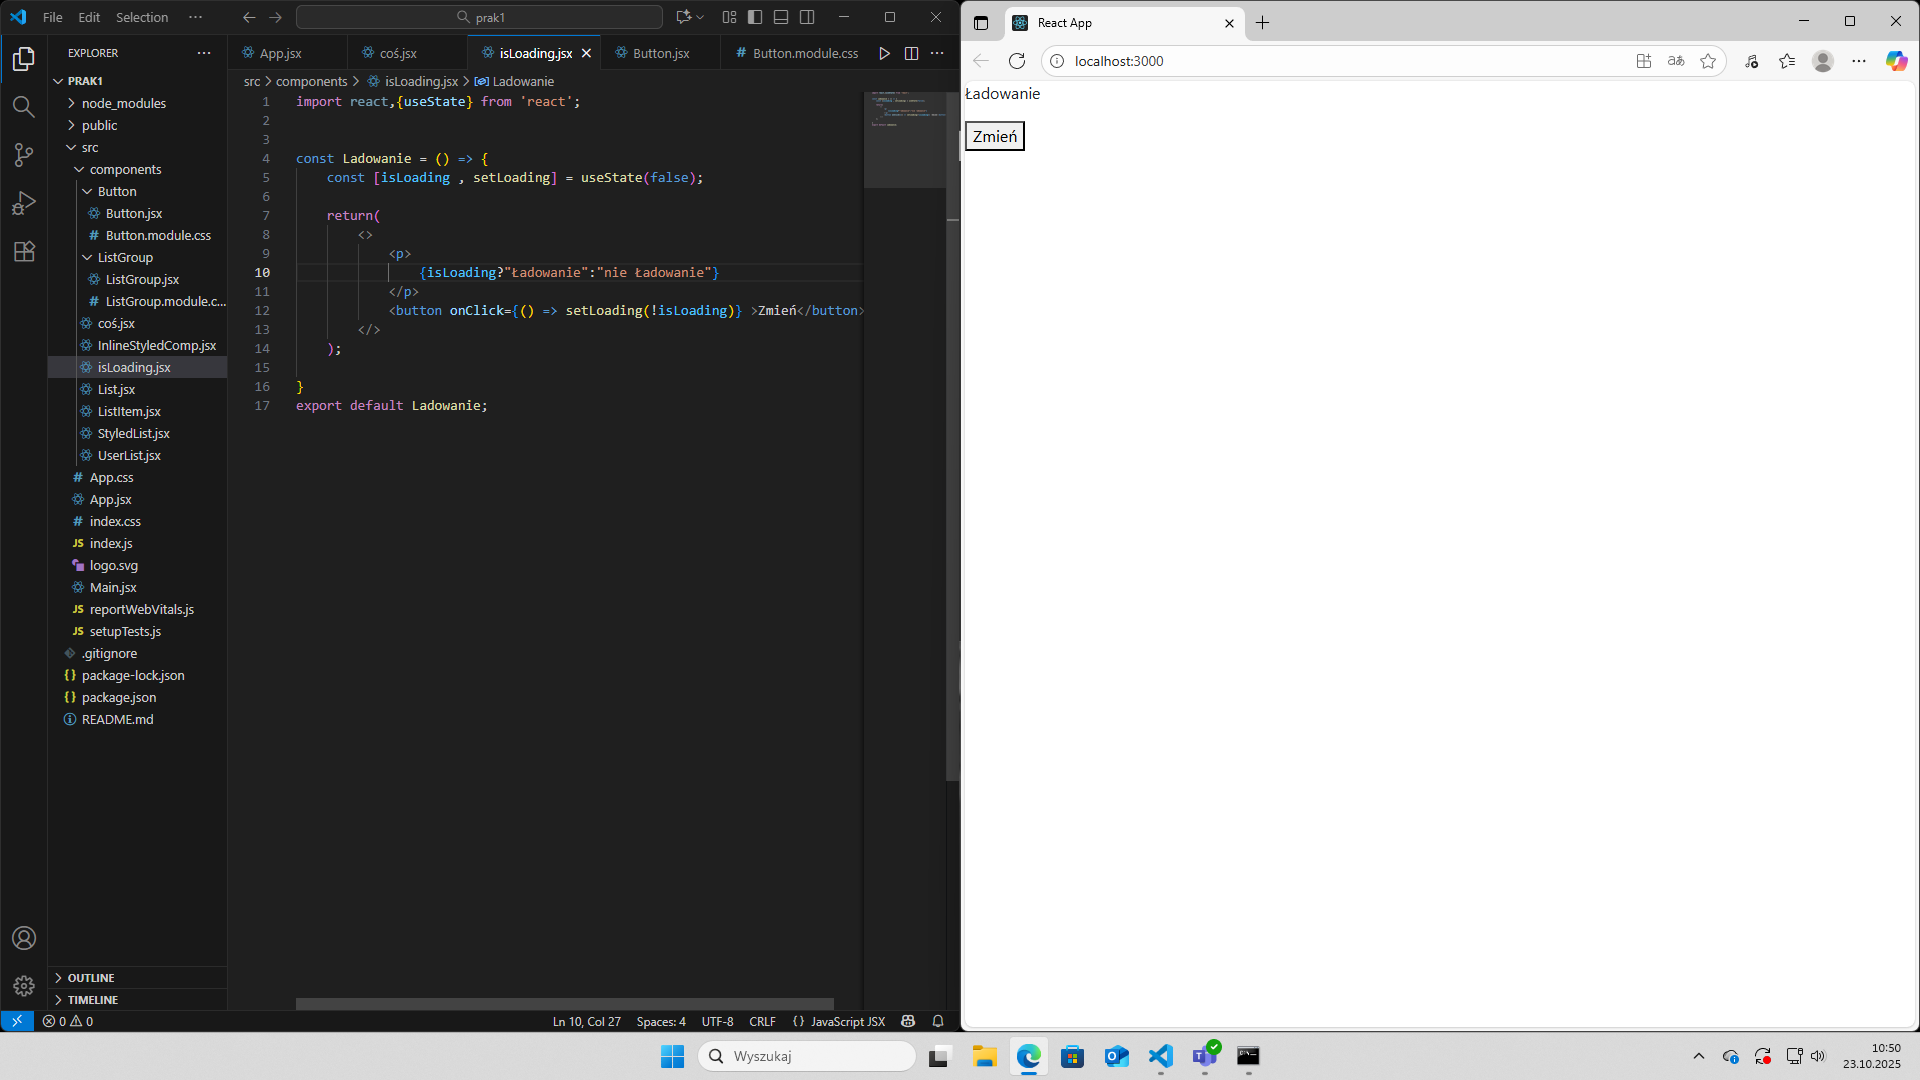 File Edit Selection ···
prak1
EXPLORER
PRAK1
node_modules
public
src
components
Button
Button.jsx
Button.module.css
ListGroup
ListGroup.jsx
ListGroup.module.c...
coś.jsx
InlineStyledComp.jsx
isLoading.jsx
List.jsx
ListItem.jsx
StyledList.jsx
UserList.jsx
App.css
App.jsx
index.css
index.js
logo.svg
Main.jsx
reportWebVitals.js
setupTests.js
.gitignore
package-lock.json
package.json
README.md
OUTLINE
TIMELINE
App.jsx coś.jsx isLoading.jsx Button.jsx Button.module.css
src > components > isLoading.jsx > Ladowanie
1 import react,{useState} from 'react';
2
3
4 const Ladowanie = () => {
5 const [isLoading , setLoading] = useState(false);
6
7 return(
8 <>
9 <p>
10 {isLoading?"Ładowanie":"nie Ładowanie"}
11 </p>
12 <button onClick={() => setLoading(!isLoading)} >Zmień</button>
13 </>
14 );
15
16 }
17 export default Ladowanie;
0 0 Ln 10, Col 27 Spaces: 4 UTF-8 CRLF {} JavaScript JSX
React App
localhost:3000
Ładowanie
Zmień
Wyszukaj
10:50
23.10.2025